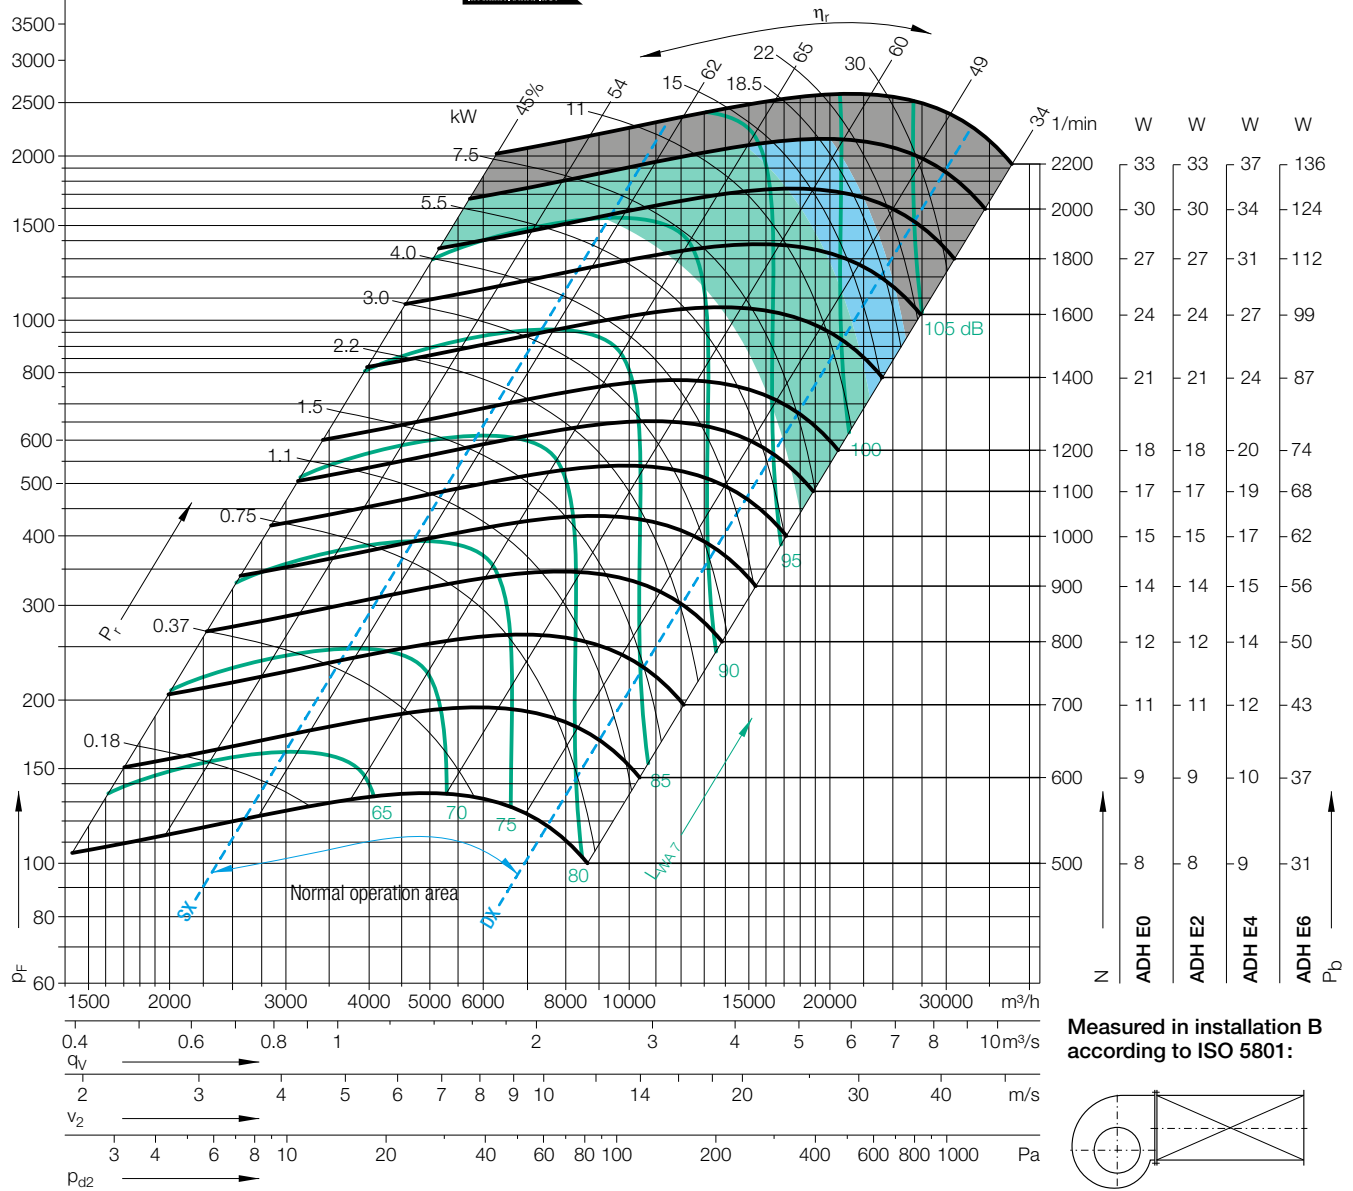 ηr
3500
3000
2500
2000
1500
1000
800
600
500
400
300
200
150
100
80
60
pF
kW
45%
54
62
65
60
49
34
30
22
18.5
15
11
7.5
5.5
4.0
3.0
2.2
1.5
1.1
0.75
0.37
0.18
Pr
105 dB
100
95
90
85
80
75
70
65
LWA 7
SX
DX
Normal operation area
1/min W W W W
2200 33 33 37 136
2000 30 30 34 124
1800 27 27 31 112
1600 24 24 27 99
1400 21 21 24 87
1200 18 18 20 74
1100 17 17 19 68
1000 15 15 17 62
900 14 14 15 56
800 12 12 14 50
700 11 11 12 43
600 9 9 10 37
500 8 8 9 31
N ADH E0 ADH E2 ADH E4 ADH E6 Pb
1500 2000 3000 4000 5000 6000 8000 10000 15000 20000 30000 m³/h
0.4 0.6 0.8 1 2 3 4 5 6 7 8 10 m³/s
qV
2 3 4 5 6 7 8 9 10 14 20 30 40 m/s
v2
3 4 6 8 10 20 40 60 80 100 200 400 600 800 1000 Pa
pd2
Measured in installation B
according to ISO 5801: